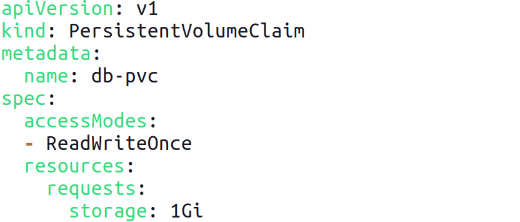 apiVersion: v1
kind: PersistentVolumeClaim
metadata:
  name: db-pvc
spec:
  accessModes:
  - ReadWriteOnce
  resources:
    requests:
      storage: 1Gi